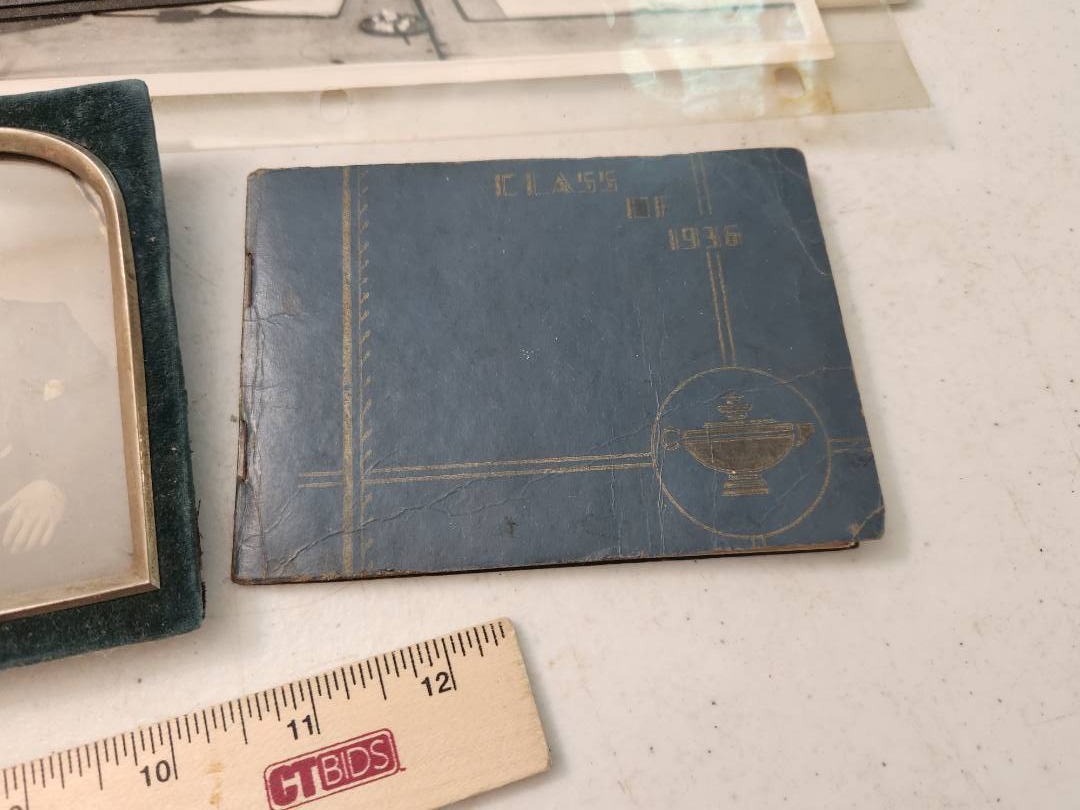 CLASS
OF
1936
10 11 12
CTBIDS